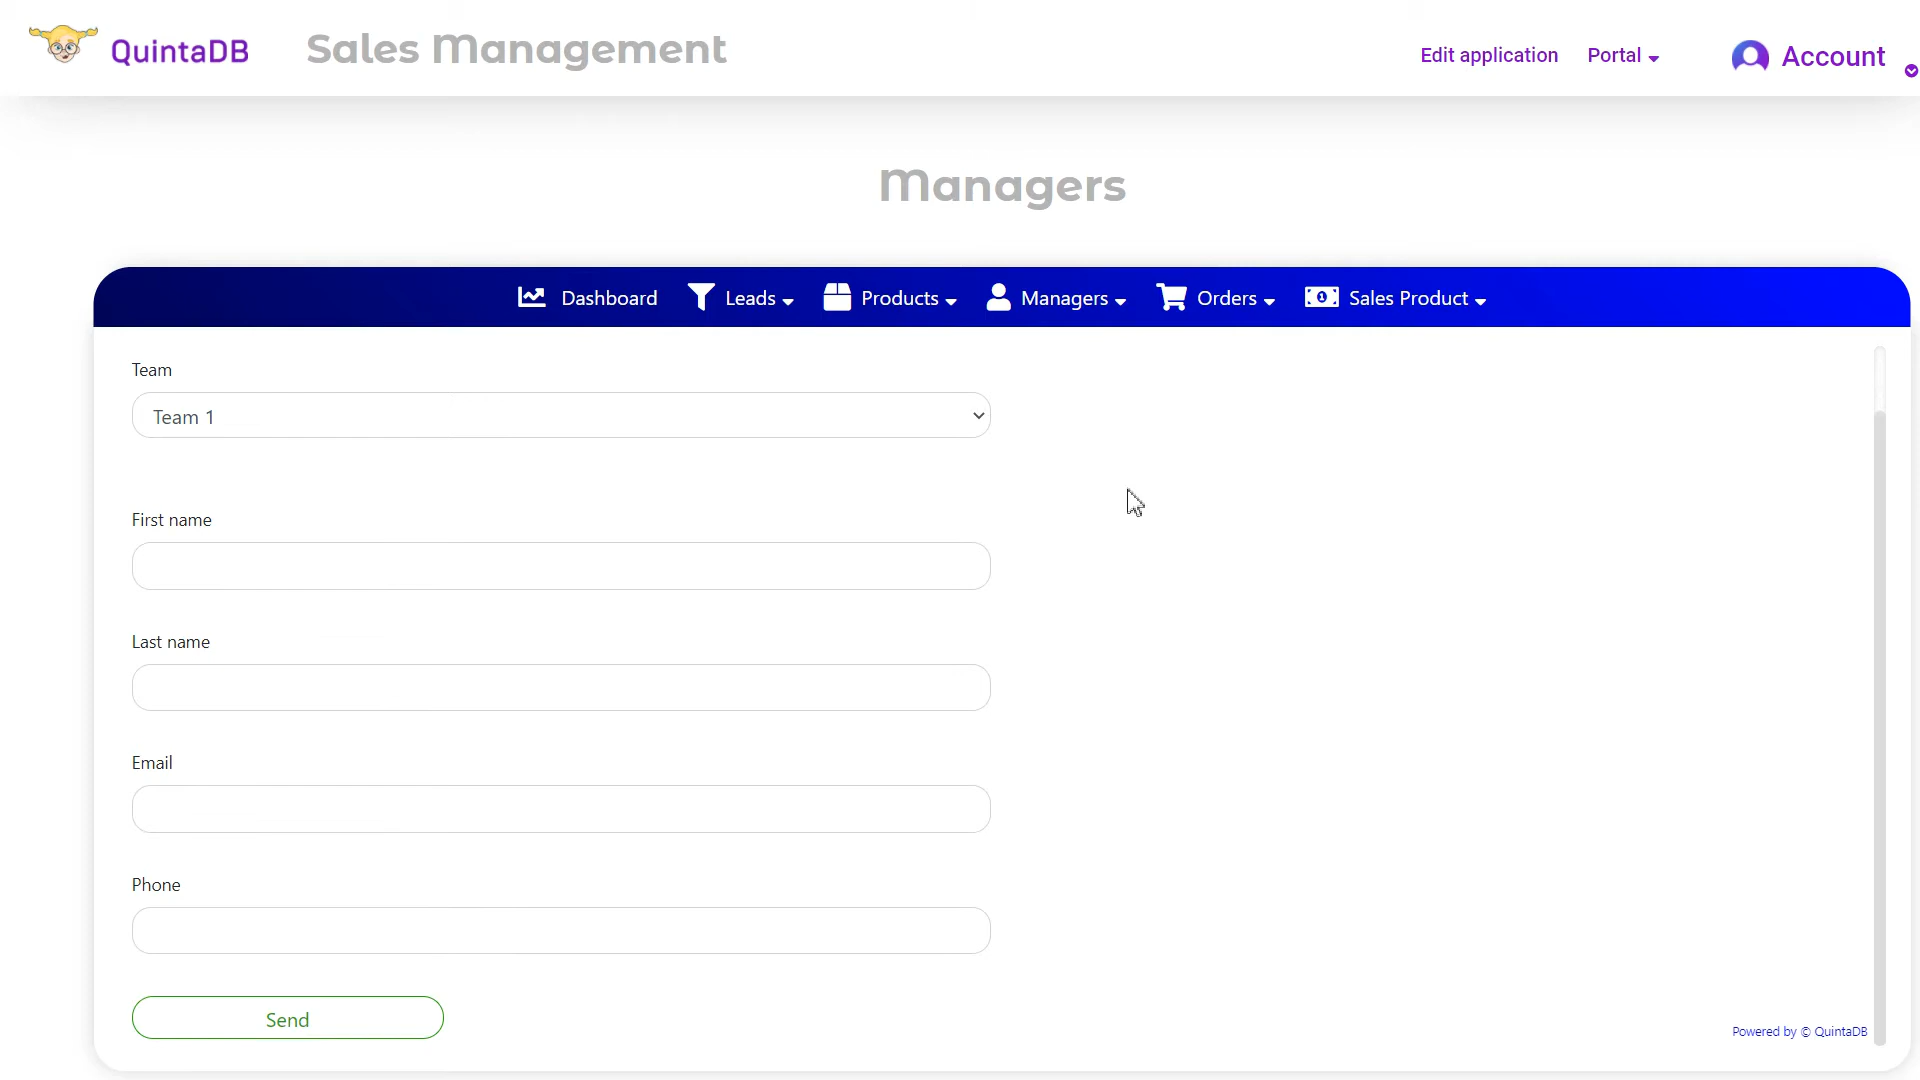 QuintaDB
Sales Management
Edit application
Portal
Account
Managers
Dashboard
Leads
Products
Managers
Orders
Sales Product
Team
Team 1
First name
Last name
Email
Phone
Send
Powered by © QuintaDB